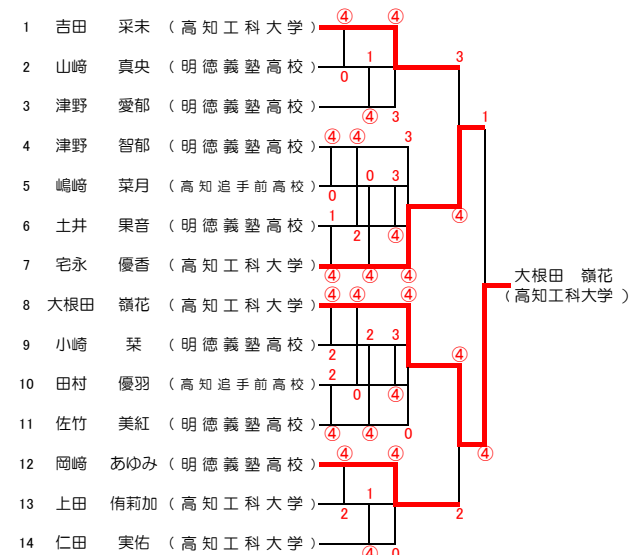 ④ ④
1 吉田 采未 (高知工科大学)
1 3
2 山﨑 真央 (明徳義塾高校)
0
3 津野 愛郁 (明徳義塾高校)
④ 3 1
④ ④ 3
4 津野 智郁 (明徳義塾高校)
0 3
5 嶋﨑 菜月 (高知追手前高校)
0
1 ④
6 土井 果音 (明徳義塾高校)
2 ④
7 宅永 優香 (高知工科大学)
④ ④ ④
大根田 嶺花
(高知工科大学)
④ ④ ④
8 大根田 嶺花 (高知工科大学)
2 3
9 小崎 栞 (明徳義塾高校)
2 ④
2
10 田村 優羽 (高知追手前高校)
0 ④
11 佐竹 美紅 (明徳義塾高校)
④ ④ 0
④ ④ ④
12 岡﨑 あゆみ (明徳義塾高校)
1
13 上田 侑莉加 (高知工科大学)
2 2
14 仁田 実佑 (高知工科大学)
④ 0